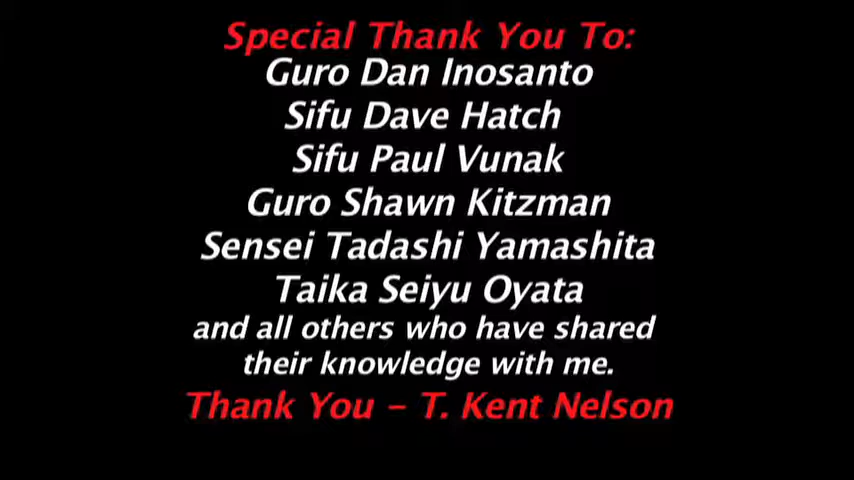 Special Thank You To:
Guro Dan Inosanto
Sifu Dave Hatch
Sifu Paul Vunak
Guro Shawn Kitzman
Sensei Tadashi Yamashita
Taika Seiyu Oyata
and all others who have shared
their knowledge with me.
Thank You - T. Kent Nelson